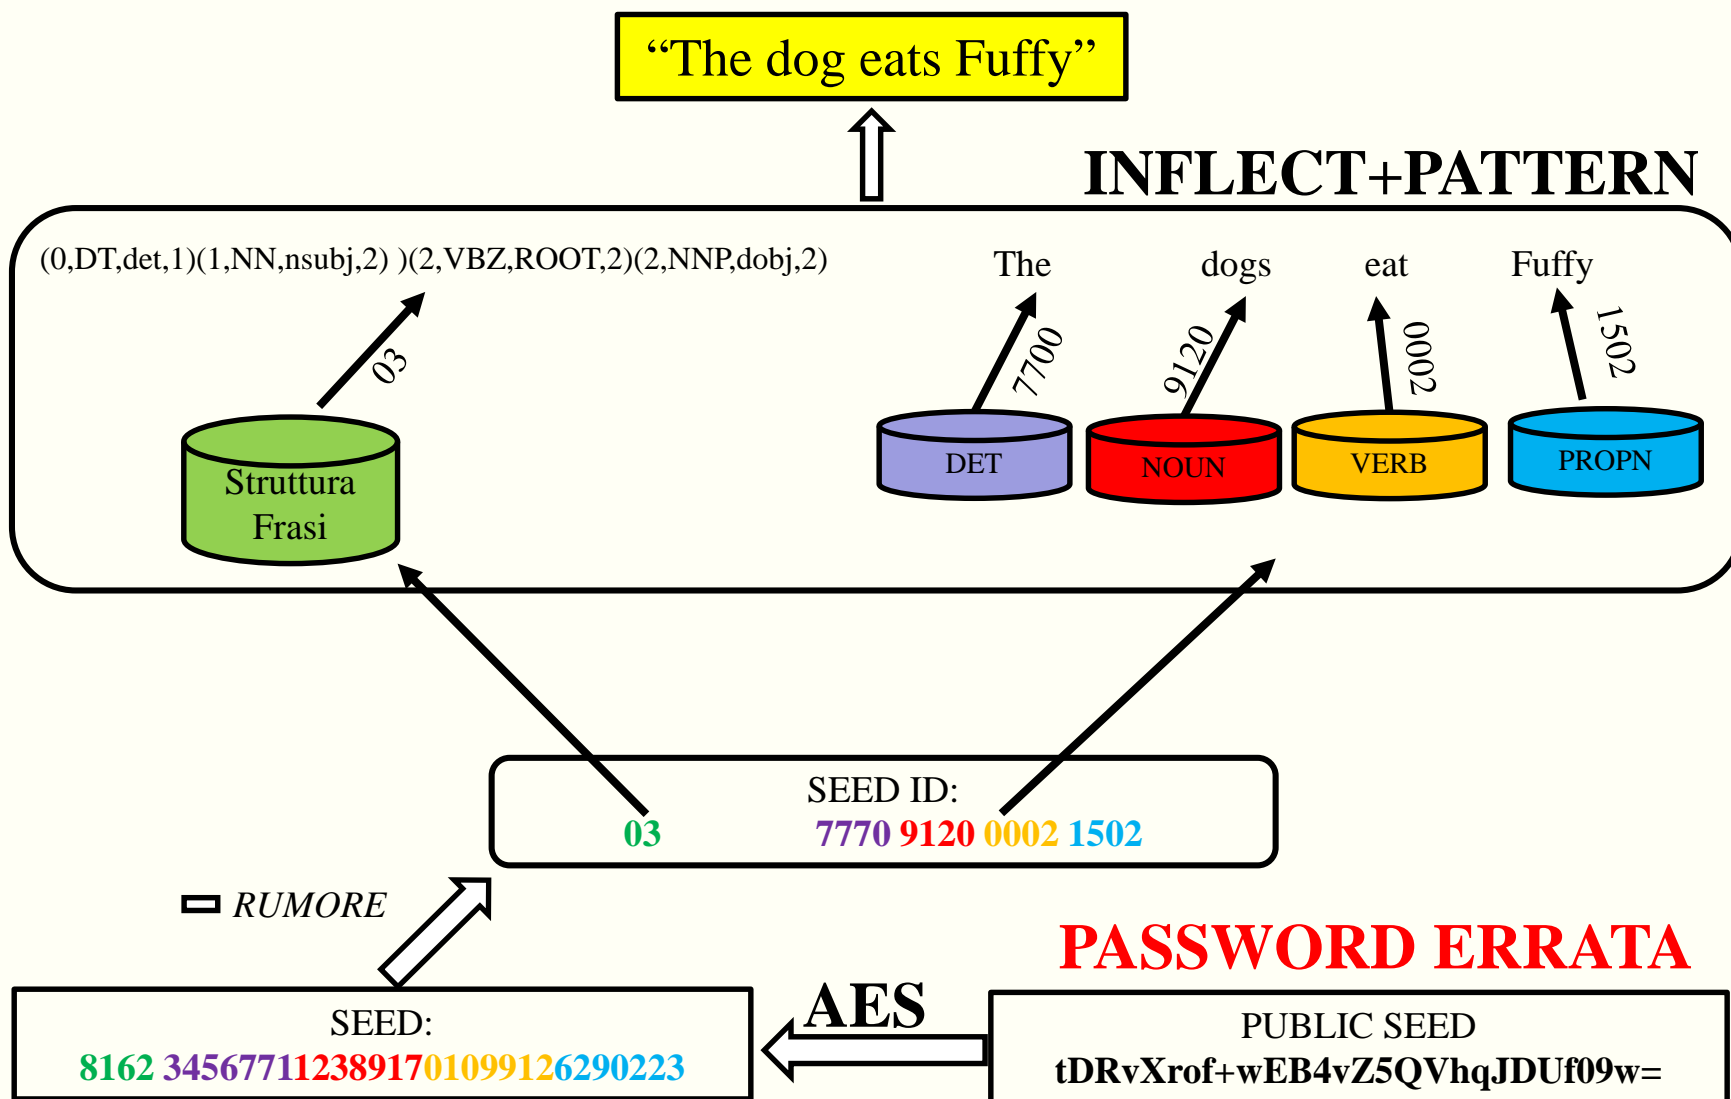 “The dog eats Fuffy”
INFLECT+PATTERN
(0,DT,det,1)(1,NN,nsubj,2) )(2,VBZ,ROOT,2)(2,NNP,dobj,2)
The dogs eat Fuffy
03
7700
9120
0002
1502
Struttura
Frasi
DET
NOUN
VERB
PROPN
SEED ID:
03 7770 9120 0002 1502
RUMORE
PASSWORD ERRATA
AES
SEED:
8162 3456771123891701099126290223
PUBLIC SEED
tDRvXrof+wEB4vZ5QVhqJDUf09w=